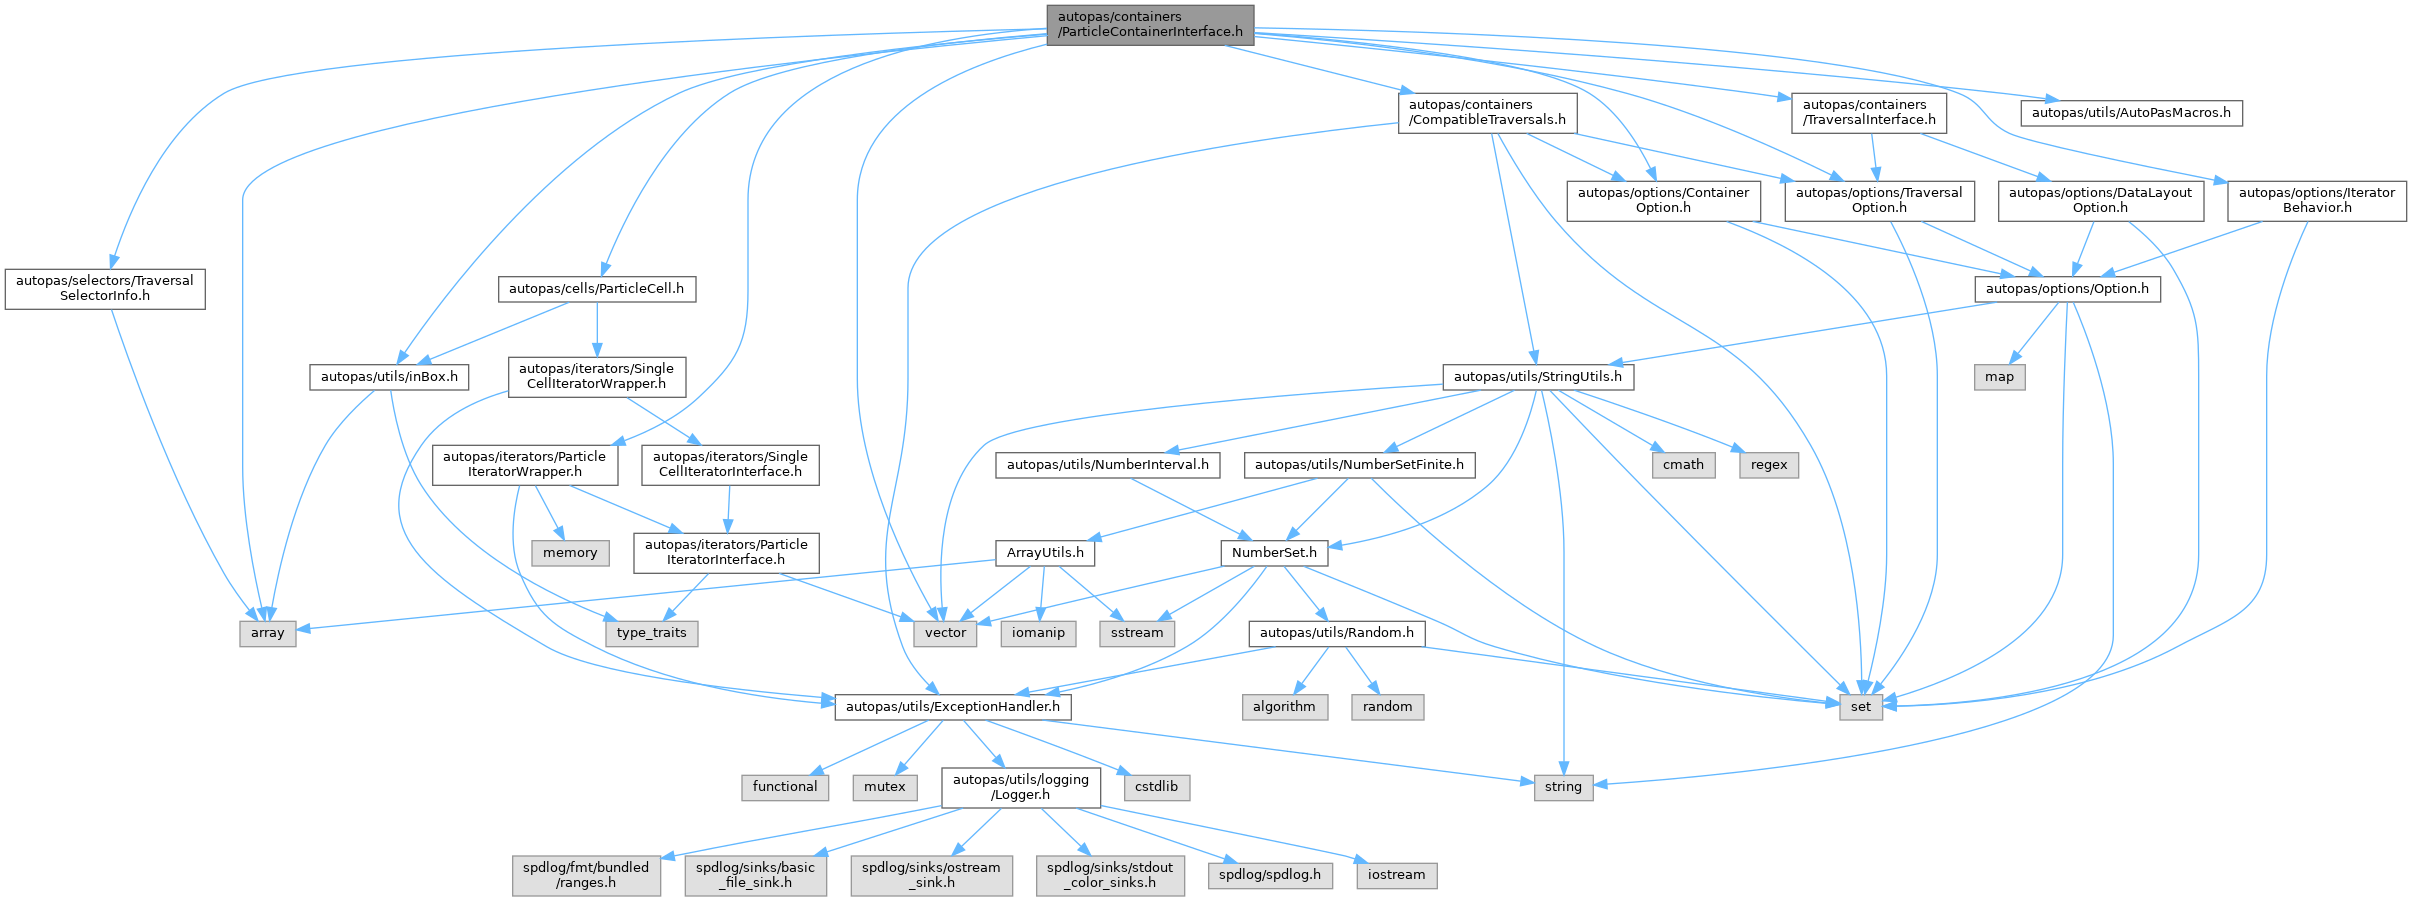 autopas/containers
/ParticleContainerInterface.h
autopas/containers
/CompatibleTraversals.h
autopas/containers
/TraversalInterface.h
autopas/utils/AutoPasMacros.h
autopas/options/Container
Option.h
autopas/options/Traversal
Option.h
autopas/options/DataLayout
Option.h
autopas/options/Iterator
Behavior.h
autopas/selectors/Traversal
SelectorInfo.h
autopas/cells/ParticleCell.h
autopas/options/Option.h
autopas/utils/inBox.h
autopas/iterators/Single
CellIteratorWrapper.h
autopas/utils/StringUtils.h
map
autopas/iterators/Particle
IteratorWrapper.h
autopas/iterators/Single
CellIteratorInterface.h
autopas/utils/NumberInterval.h
autopas/utils/NumberSetFinite.h
cmath
regex
memory
autopas/iterators/Particle
IteratorInterface.h
ArrayUtils.h
NumberSet.h
array
type_traits
vector
iomanip
sstream
autopas/utils/Random.h
autopas/utils/ExceptionHandler.h
algorithm
random
set
functional
mutex
autopas/utils/logging
/Logger.h
cstdlib
string
spdlog/fmt/bundled
/ranges.h
spdlog/sinks/basic
_file_sink.h
spdlog/sinks/ostream
_sink.h
spdlog/sinks/stdout
_color_sinks.h
spdlog/spdlog.h
iostream